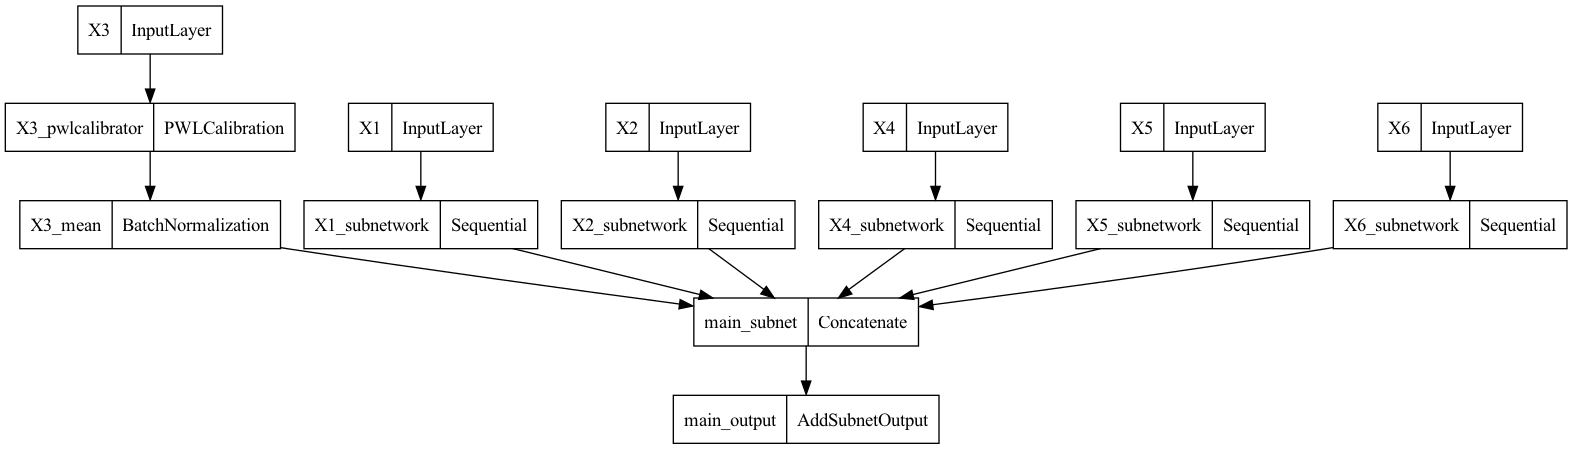 X3 InputLayer
X3_pwlcalibrator PWLCalibration X1 InputLayer X2 InputLayer X4 InputLayer X5 InputLayer X6 InputLayer
X3_mean BatchNormalization X1_subnetwork Sequential X2_subnetwork Sequential X4_subnetwork Sequential X5_subnetwork Sequential X6_subnetwork Sequential
main_subnet Concatenate
main_output AddSubnetOutput